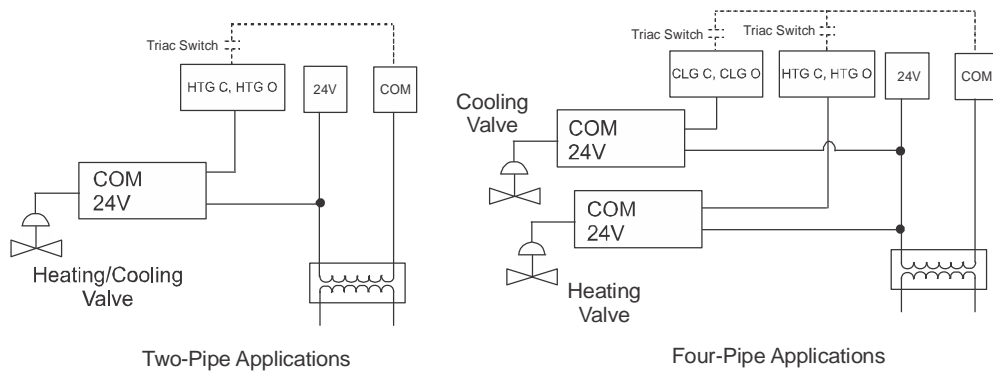 Triac Switch
HTG C, HTG O
24V
COM
COM
24V
Heating/Cooling
Valve
Two-Pipe Applications
Triac Switch
Triac Switch
CLG C, CLG O
HTG C, HTG O
24V
COM
Cooling
Valve
COM
24V
COM
24V
Heating
Valve
Four-Pipe Applications